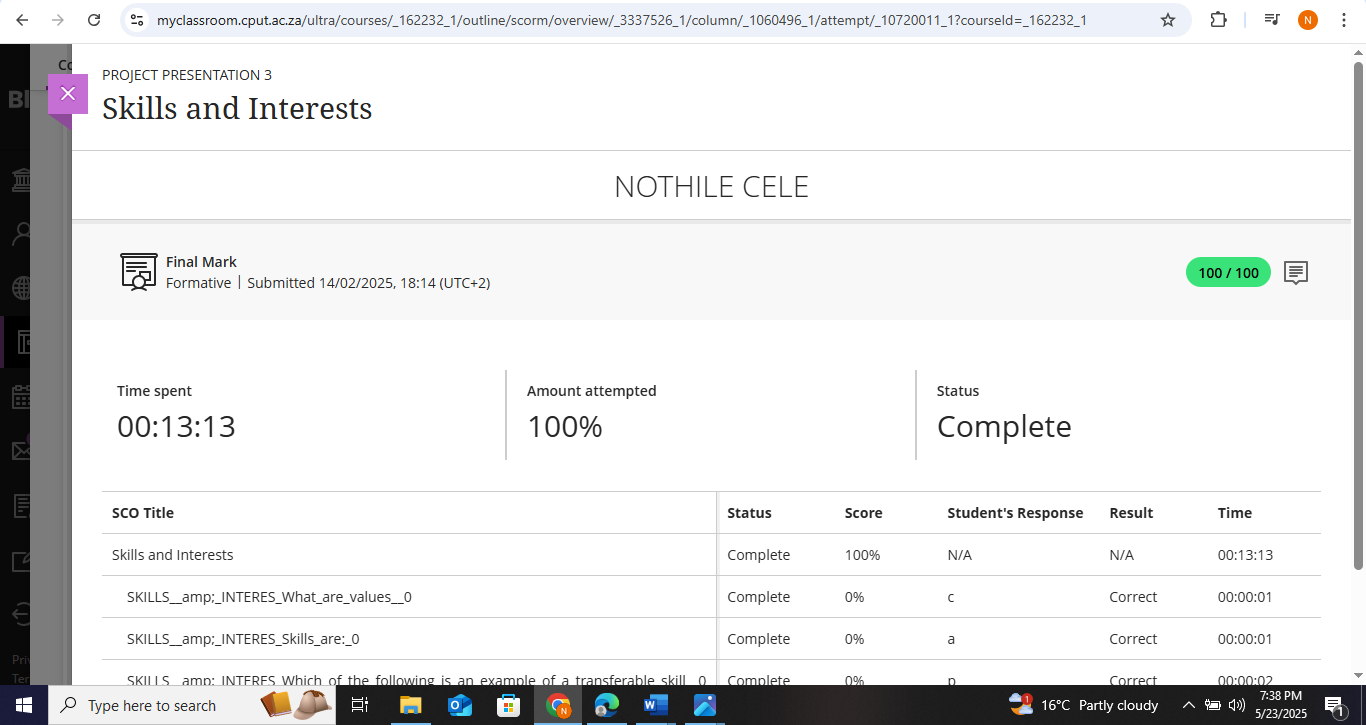 myclassroom.cput.ac.za/ultra/courses/_162232_1/outline/scorm/overview/_3337526_1/column/_1060496_1/attempt/_10720011_1?courseId=_162232_1
N
PROJECT PRESENTATION 3
Skills and Interests
NOTHILE CELE
Final Mark
Formative | Submitted 14/02/2025, 18:14 (UTC+2)
100 / 100
Time spent
00:13:13
Amount attempted
100%
Status
Complete
SCO Title Status Score Student's Response Result Time
Skills and Interests Complete 100% N/A N/A 00:13:13
SKILLS__amp;_INTERES_What_are_values__0 Complete 0% c Correct 00:00:01
SKILLS__amp;_INTERES_Skills_are:_0 Complete 0% a Correct 00:00:01
SKILLS__amp;_INTERES_Which_of_the_following_is_an_example_of_a_transferable_skill__0 Complete 0% Correct 00:00:02
Type here to search
1
16°C Partly cloudy
7:38 PM
5/23/2025
1